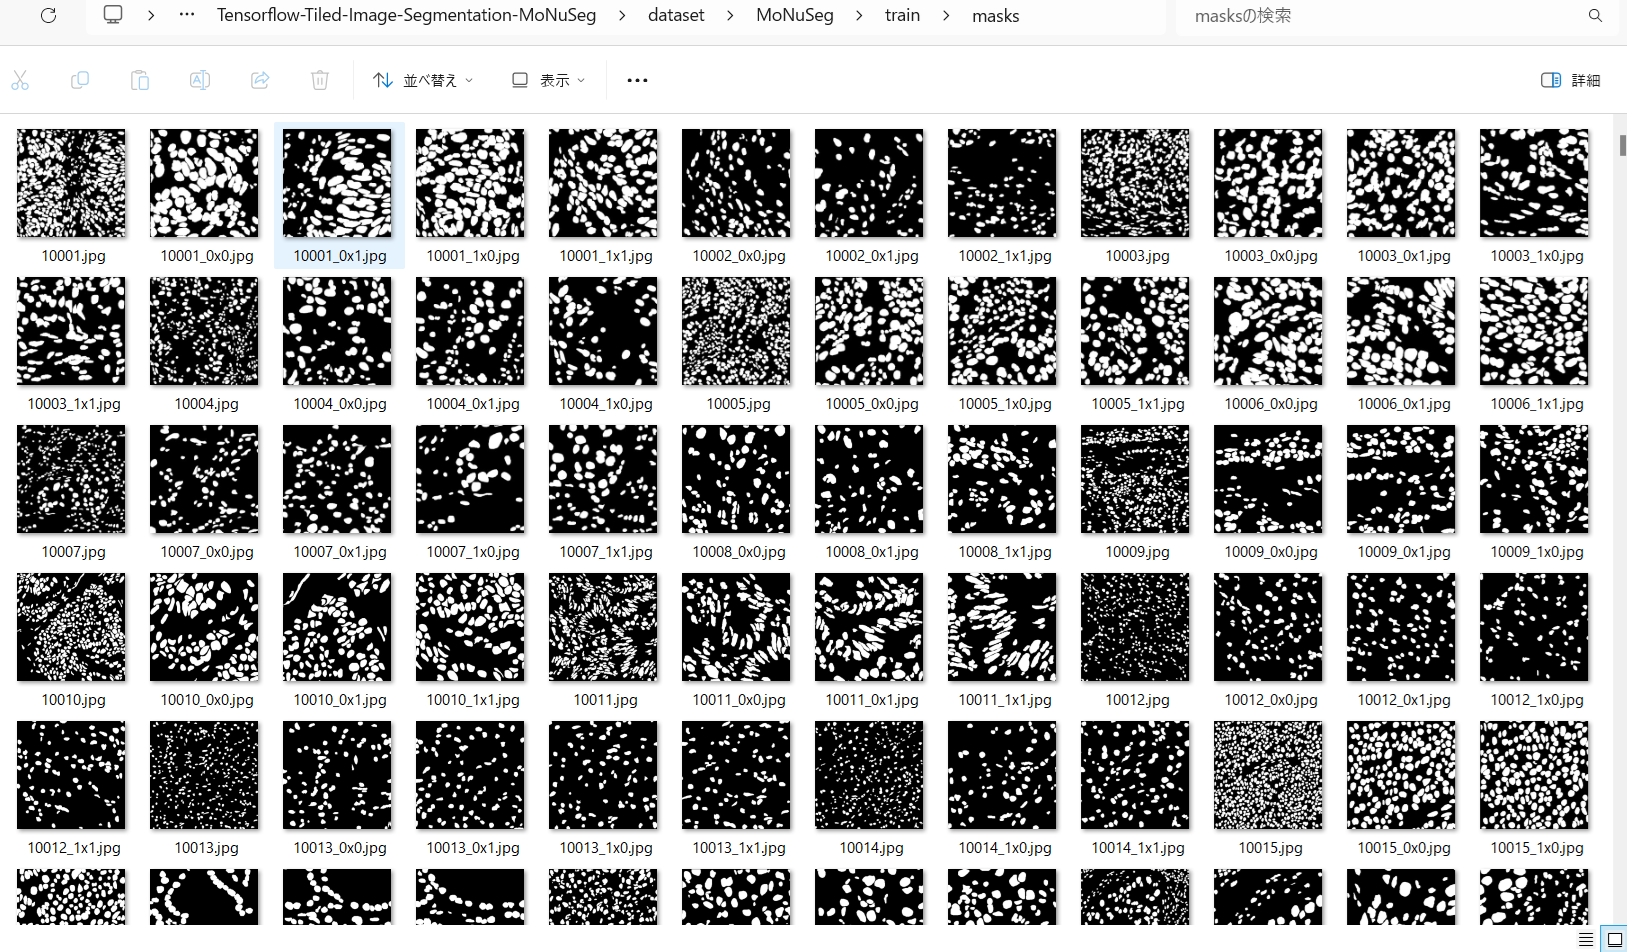 Tensorflow-Tiled-Image-Segmentation-MoNuSeg > dataset > MoNuSeg > train > masks masksの検索
並べ替え 表示 詳細
10001.jpg 10001_0x0.jpg 10001_0x1.jpg 10001_1x0.jpg 10001_1x1.jpg 10002_0x0.jpg 10002_0x1.jpg 10002_1x1.jpg 10003.jpg 10003_0x0.jpg 10003_0x1.jpg 10003_1x0.jpg
10003_1x1.jpg 10004.jpg 10004_0x0.jpg 10004_0x1.jpg 10004_1x0.jpg 10005.jpg 10005_0x0.jpg 10005_1x0.jpg 10005_1x1.jpg 10006_0x0.jpg 10006_0x1.jpg 10006_1x1.jpg
10007.jpg 10007_0x0.jpg 10007_0x1.jpg 10007_1x0.jpg 10007_1x1.jpg 10008_0x0.jpg 10008_0x1.jpg 10008_1x1.jpg 10009.jpg 10009_0x0.jpg 10009_0x1.jpg 10009_1x0.jpg
10010.jpg 10010_0x0.jpg 10010_0x1.jpg 10010_1x1.jpg 10011.jpg 10011_0x0.jpg 10011_0x1.jpg 10011_1x1.jpg 10012.jpg 10012_0x0.jpg 10012_0x1.jpg 10012_1x0.jpg
10012_1x1.jpg 10013.jpg 10013_0x0.jpg 10013_0x1.jpg 10013_1x0.jpg 10013_1x1.jpg 10014.jpg 10014_1x0.jpg 10014_1x1.jpg 10015.jpg 10015_0x0.jpg 10015_1x0.jpg